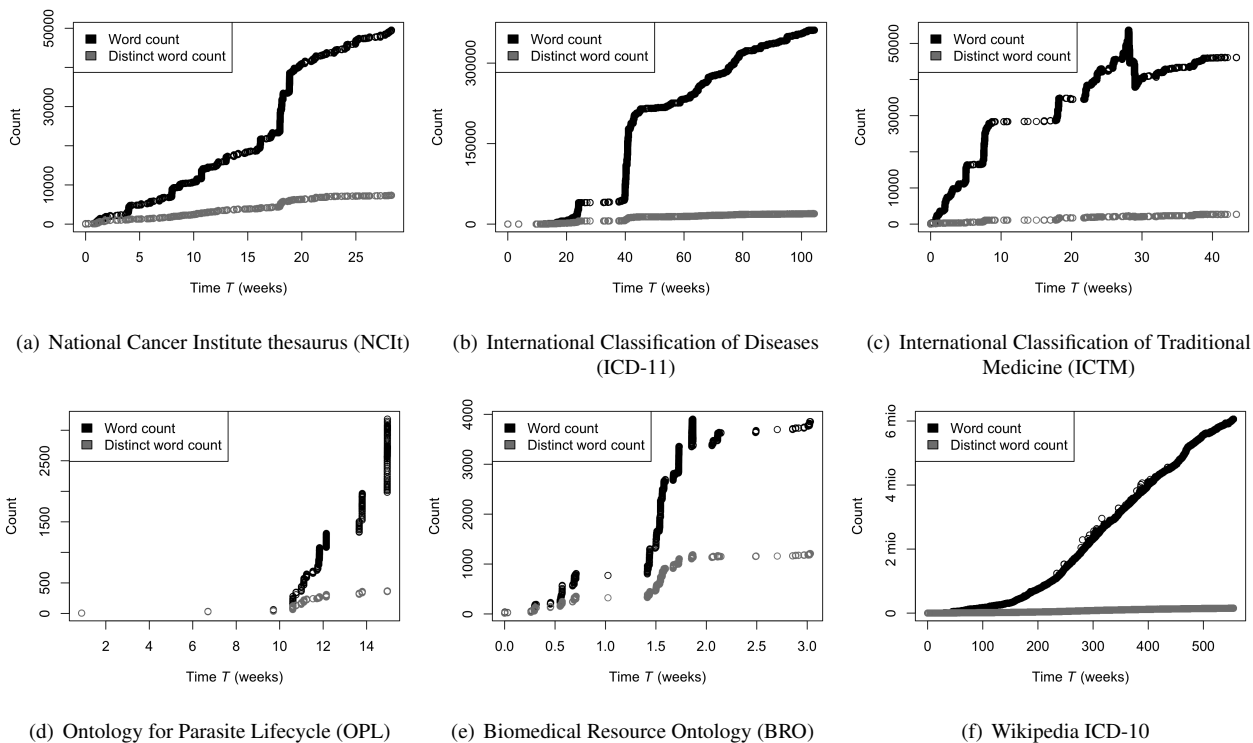 Word count
Distinct word count
Count
0
10000
30000
50000
0
5
10
15
20
25
Time T (weeks)
(a) National Cancer Institute thesaurus (NCIt)
Word count
Distinct word count
Count
0
150000
300000
20
40
60
80
100
Time T (weeks)
(b) International Classification of Diseases
(ICD-11)
Word count
Distinct word count
Count
0
10000
30000
50000
0
10
20
30
40
Time T (weeks)
(c) International Classification of Traditional
Medicine (ICTM)
Word count
Distinct word count
Count
0
500
1500
2500
2
4
6
8
10
12
14
Time T (weeks)
(d) Ontology for Parasite Lifecycle (OPL)
Word count
Distinct word count
Count
0
1000
2000
3000
4000
0.0
0.5
1.0
1.5
2.0
2.5
3.0
Time T (weeks)
(e) Biomedical Resource Ontology (BRO)
Word count
Distinct word count
Count
0
2 mio
4 mio
6 mio
0
100
200
300
400
500
Time T (weeks)
(f) Wikipedia ICD-10